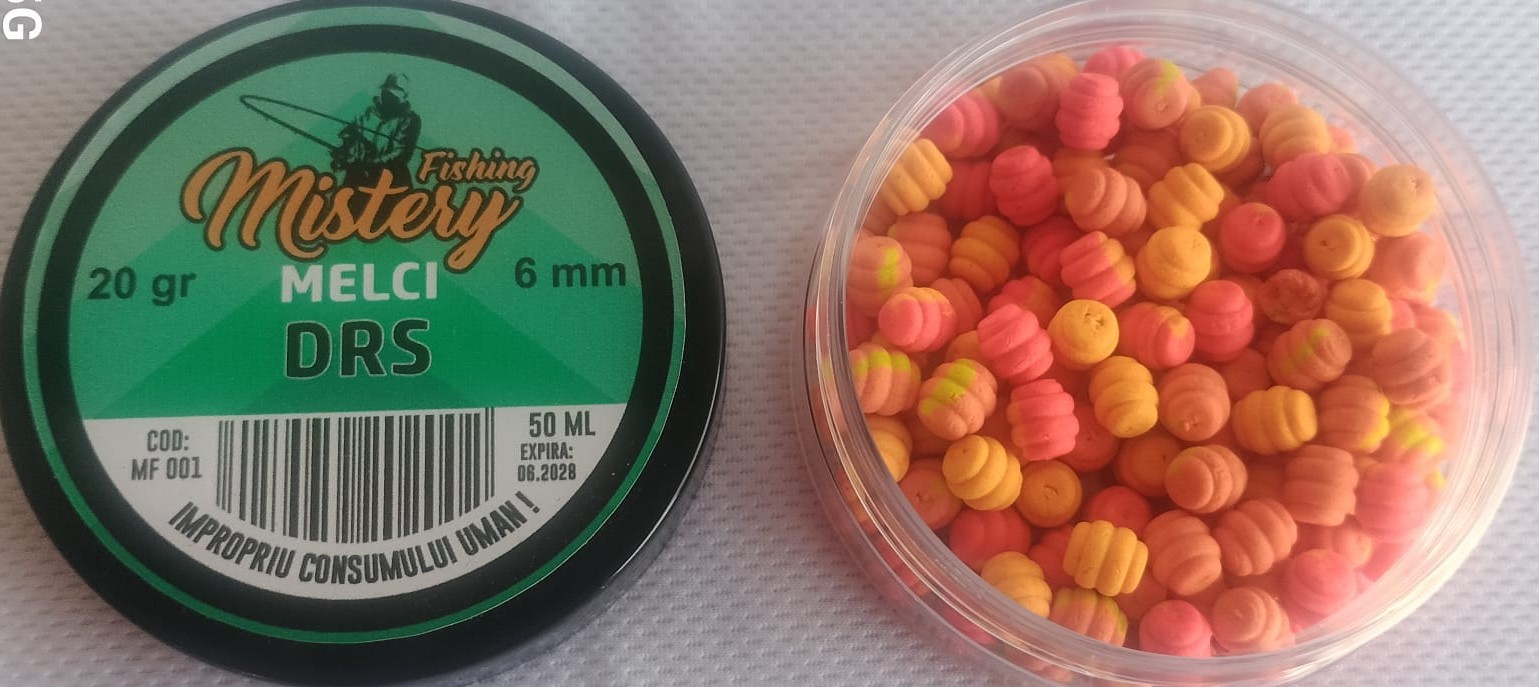 SG
Mistery
Fishing
20 gr
MELCI
6 mm
DRS
COD:
MF 001
50 ML
EXPIRA:
06.2028
IMPROPRIU CONSUMULUI UMAN !